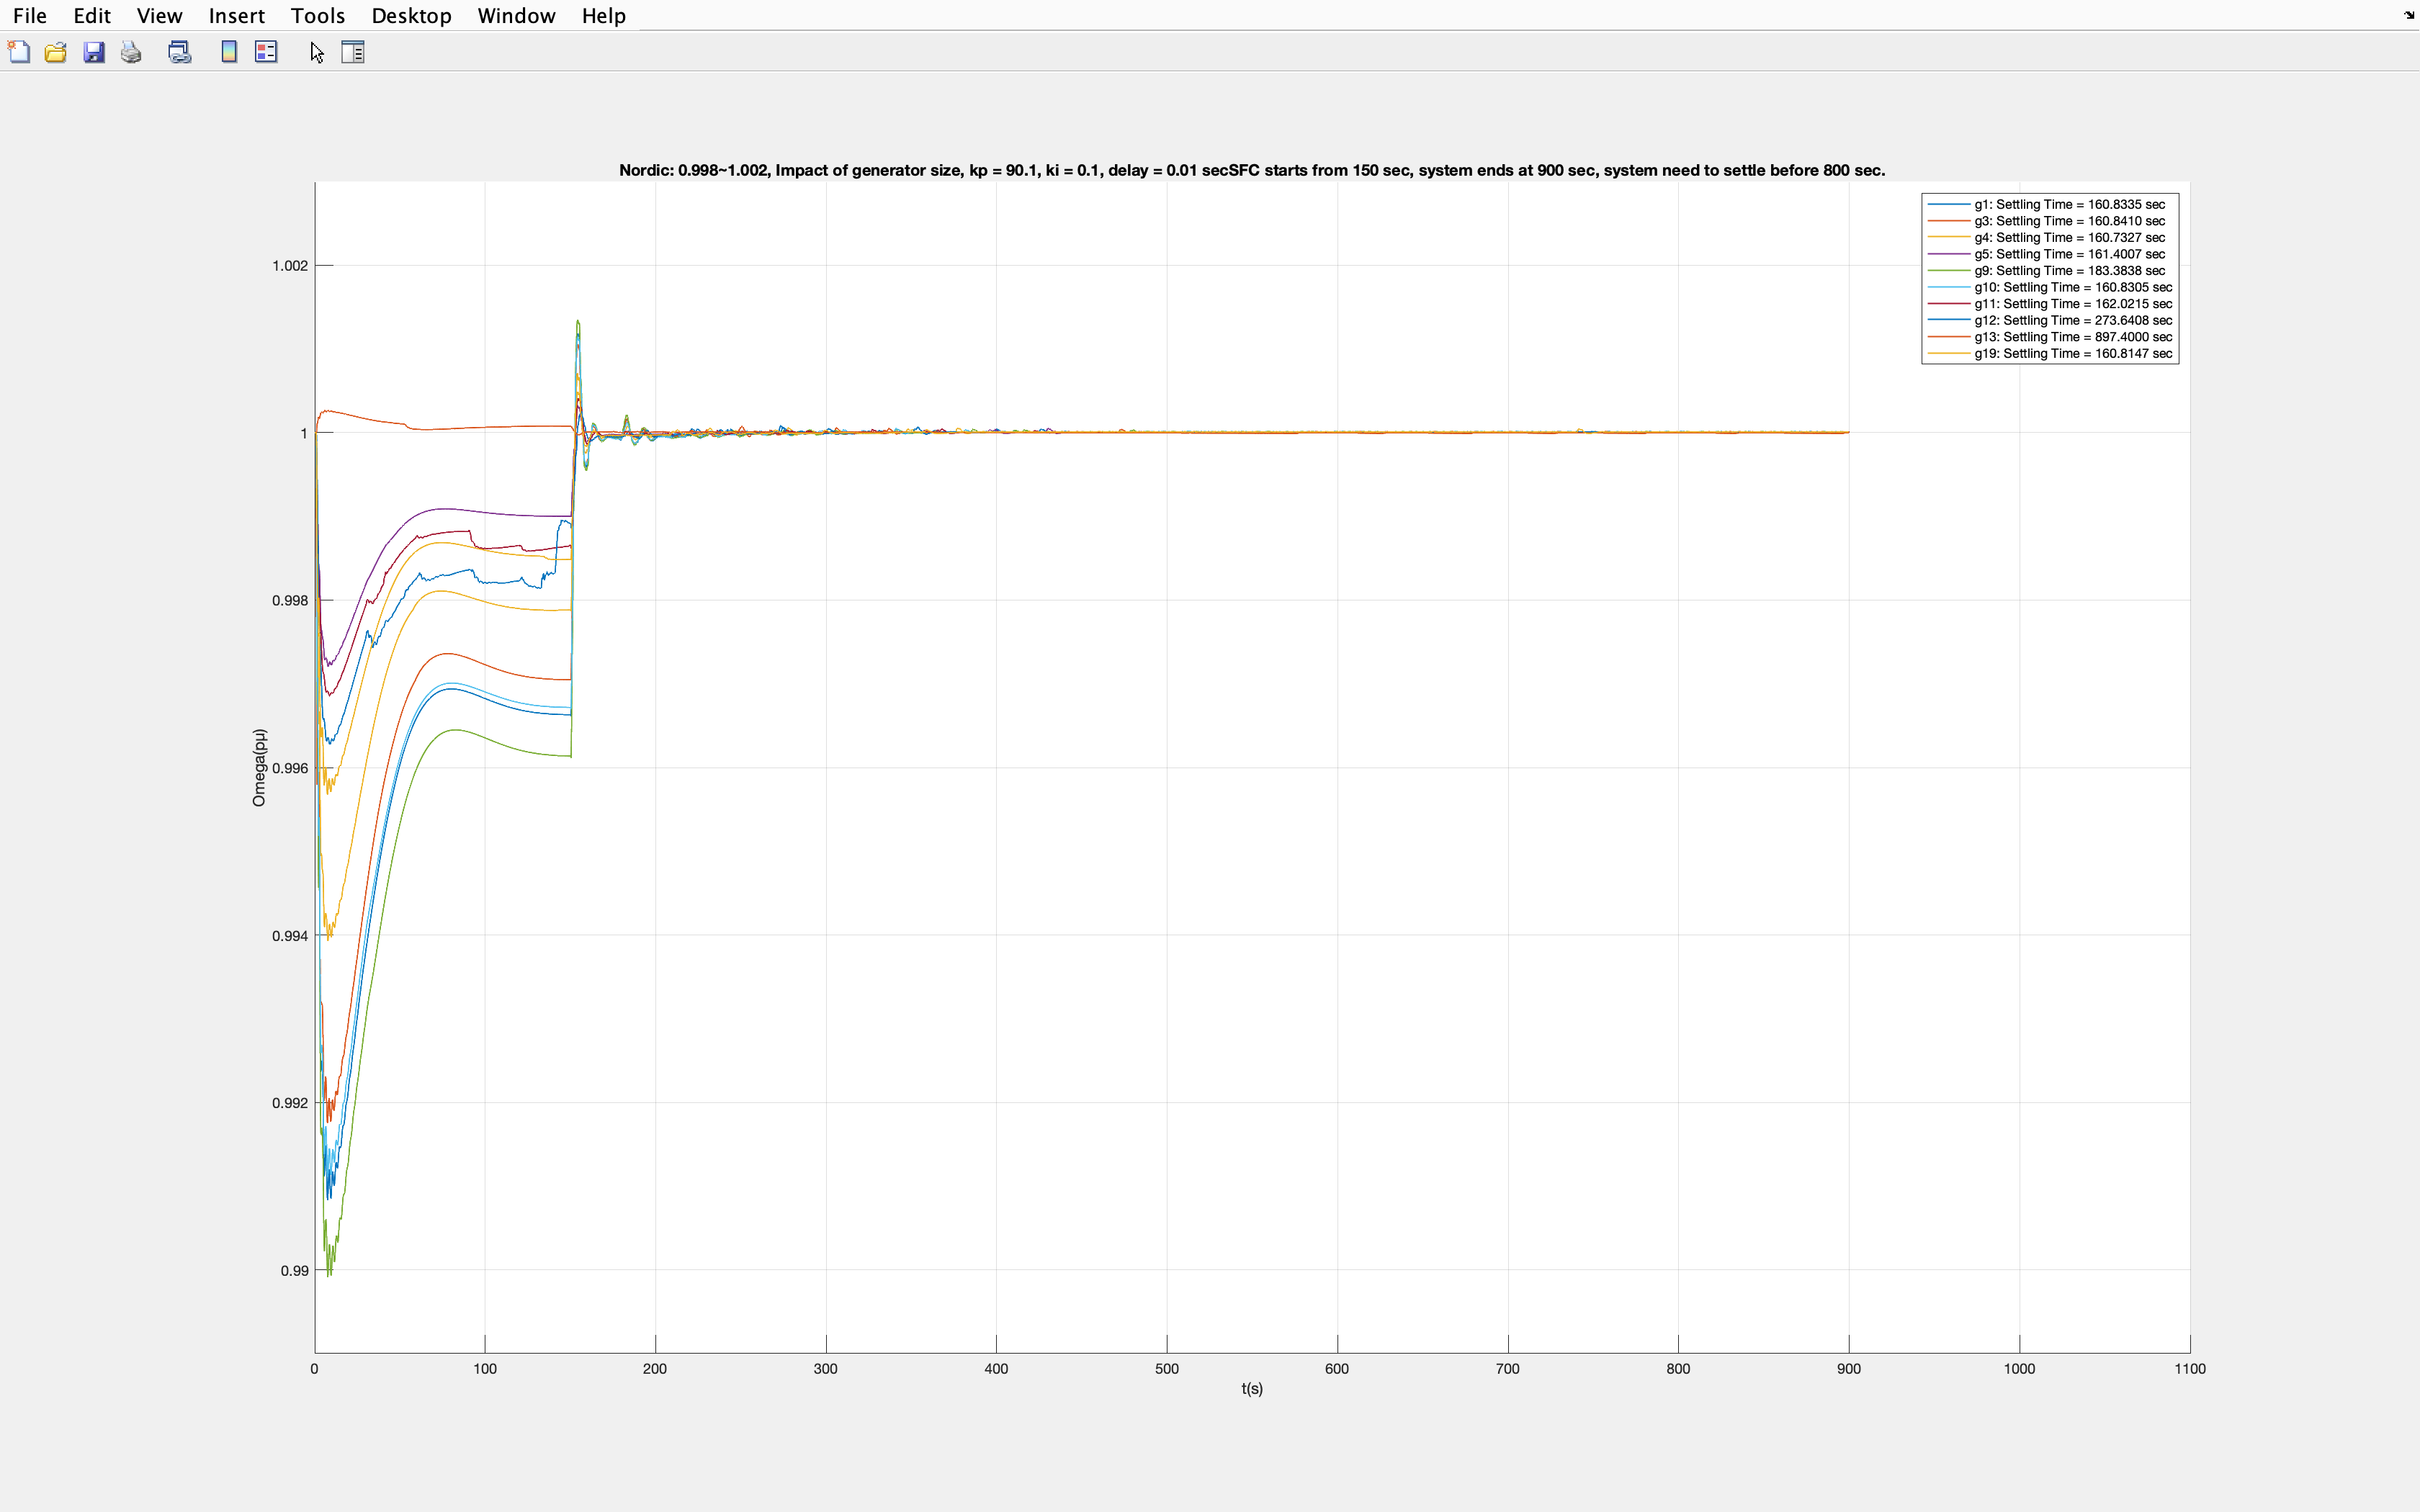 File Edit View Insert Tools Desktop Window Help
Nordic: 0.998~1.002, Impact of generator size, kp = 90.1, ki = 0.1, delay = 0.01 secSFC starts from 150 sec, system ends at 900 sec, system need to settle before 800 sec.
g1: Settling Time = 160.8335 sec
g3: Settling Time = 160.8410 sec
g4: Settling Time = 160.7327 sec
g5: Settling Time = 161.4007 sec
g9: Settling Time = 183.3838 sec
g10: Settling Time = 160.8305 sec
g11: Settling Time = 162.0215 sec
g12: Settling Time = 273.6408 sec
g13: Settling Time = 897.4000 sec
g19: Settling Time = 160.8147 sec
1.002
1
0.998
0.996
0.994
0.992
0.99
Omega(pμ)
0 100 200 300 400 500 600 700 800 900 1000 1100
t(s)